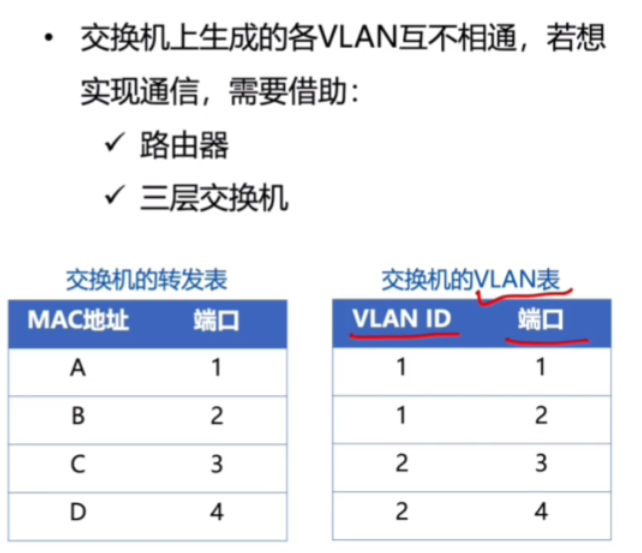 • 交换机上生成的各VLAN互不相通，若想
实现通信，需要借助：
✓ 路由器
✓ 三层交换机
交换机的转发表
MAC地址 端口
A 1
B 2
C 3
D 4
交换机的VLAN表
VLAN ID 端口
1 1
1 2
2 3
2 4